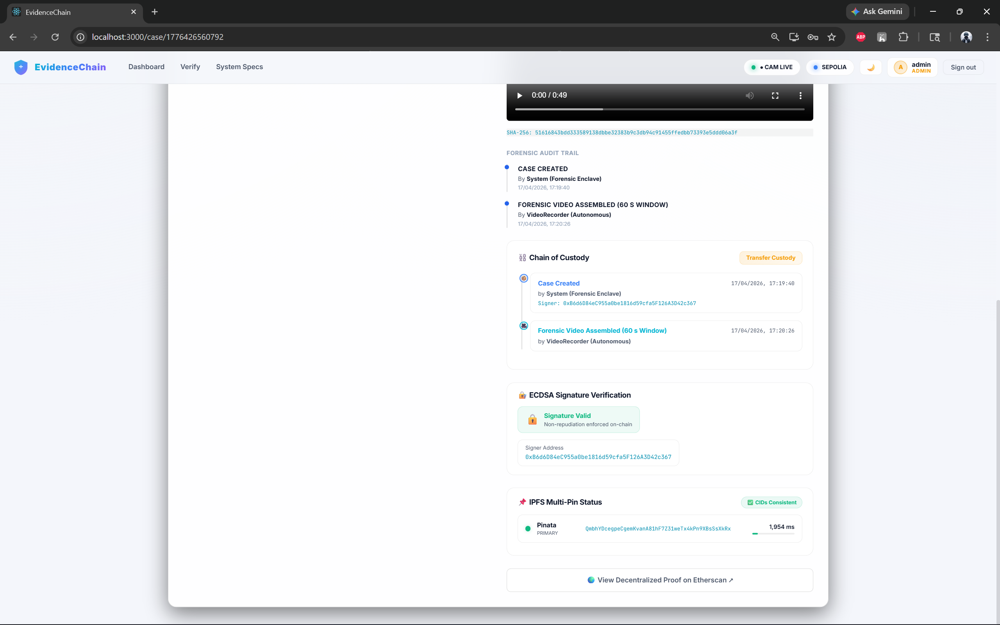 EvidenceChain
Ask Gemini
localhost:3000/case/1776426560792
ABP
EvidenceChain
Dashboard
Verify
System Specs
• CAM LIVE
SEPOLIA
A
admin
ADMIN
Sign out
0:00 / 0:49
SHA-256: 51616843bdd333589138dbbe32383b9c3db94c91455ffedbb73393e5ddd06a3f
FORENSIC AUDIT TRAIL
CASE CREATED
By System (Forensic Enclave)
17/04/2026, 17:19:40
FORENSIC VIDEO ASSEMBLED (60 S WINDOW)
By VideoRecorder (Autonomous)
17/04/2026, 17:20:26
Chain of Custody
Transfer Custody
Case Created
17/04/2026, 17:19:40
by System (Forensic Enclave)
Signer: 0xB6d6D84eC955a0be1816d59cfa5F126A3D42c367
Forensic Video Assembled (60 s Window)
17/04/2026, 17:20:26
by VideoRecorder (Autonomous)
ECDSA Signature Verification
Signature Valid
Non-repudiation enforced on-chain
Signer Address
0xB6d6D84eC955a0be1816d59cfa5F126A3D42c367
IPFS Multi-Pin Status
CIDs Consistent
Pinata
PRIMARY
QmbhYDcegpeCgemKvanA81hF7Z31weTx4kPn9XBsSsXkRx
1,954 ms
View Decentralized Proof on Etherscan ↗